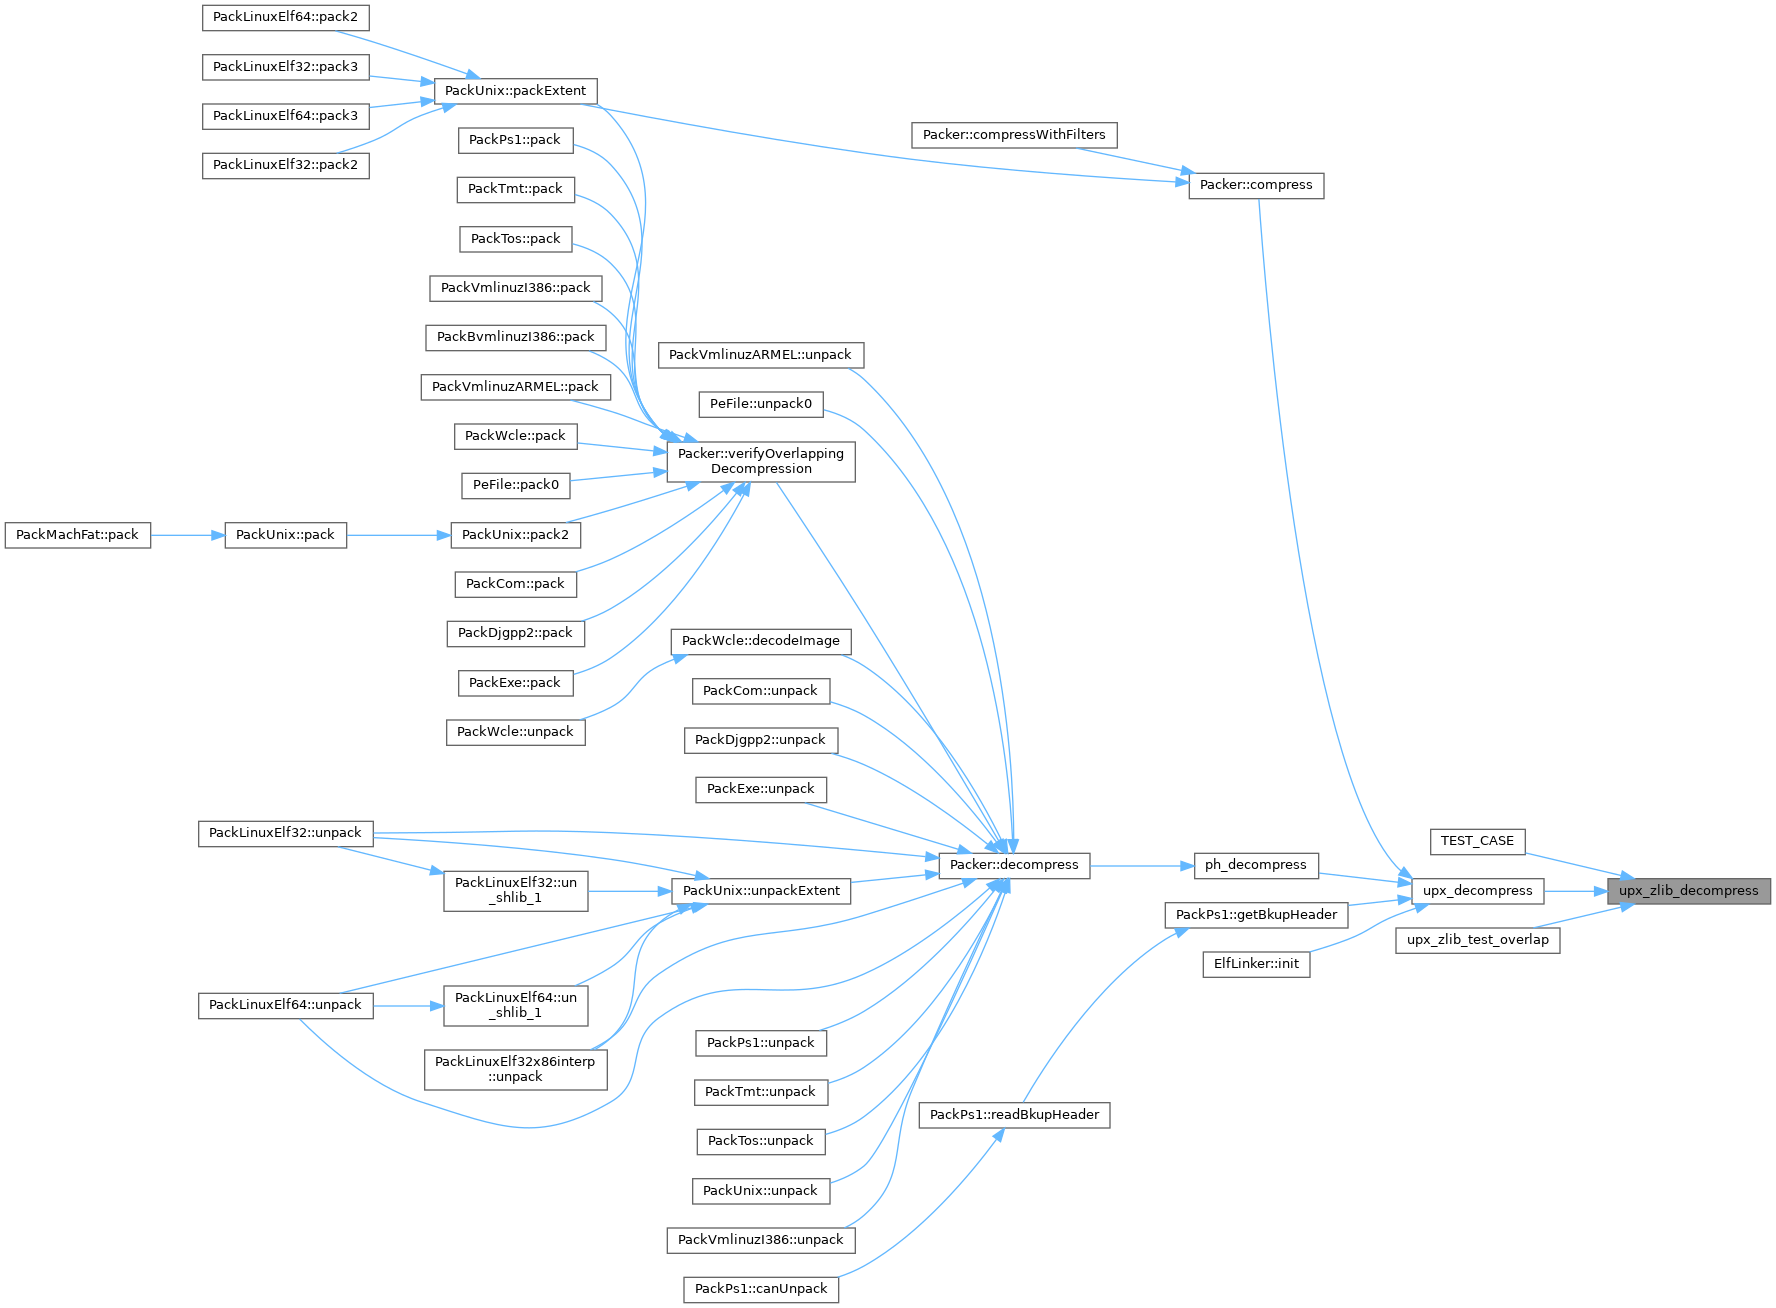 PackLinuxElf64::pack2
PackLinuxElf32::pack3
PackUnix::packExtent
PackLinuxElf64::pack3
PackLinuxElf32::pack2
PackPs1::pack
Packer::compressWithFilters
PackTmt::pack
Packer::compress
PackTos::pack
PackVmlinuzI386::pack
PackBvmlinuzI386::pack
PackVmlinuzARMEL::unpack
PackVmlinuzARMEL::pack
PeFile::unpack0
PackWcle::pack
Packer::verifyOverlapping
Decompression
PeFile::pack0
PackMachFat::pack
PackUnix::pack
PackUnix::pack2
PackCom::pack
PackDjgpp2::pack
PackWcle::decodeImage
PackExe::pack
PackCom::unpack
PackWcle::unpack
PackDjgpp2::unpack
PackExe::unpack
PackLinuxElf32::unpack
TEST_CASE
Packer::decompress
ph_decompress
PackLinuxElf32::un
_shlib_1
PackUnix::unpackExtent
upx_decompress
upx_zlib_decompress
PackPs1::getBkupHeader
upx_zlib_test_overlap
ElfLinker::init
PackLinuxElf64::unpack
PackLinuxElf64::un
_shlib_1
PackPs1::unpack
PackLinuxElf32x86interp
::unpack
PackTmt::unpack
PackPs1::readBkupHeader
PackTos::unpack
PackUnix::unpack
PackVmlinuzI386::unpack
PackPs1::canUnpack